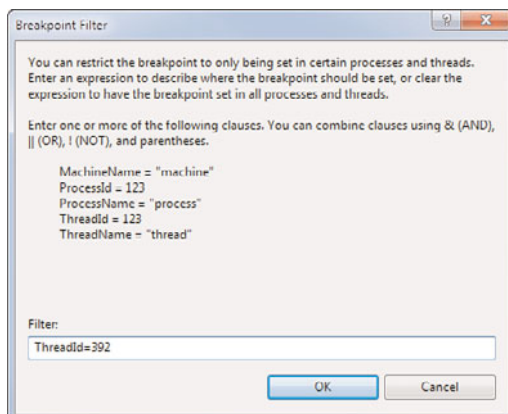 Breakpoint Filter
You can restrict the breakpoint to only being set in certain processes and threads.
Enter an expression to describe where the breakpoint should be set, or clear the
expression to have the breakpoint set in all processes and threads.
Enter one or more of the following clauses. You can combine clauses using & (AND),
|| (OR), ! (NOT), and parentheses.
MachineName = "machine"
ProcessId = 123
ProcessName = "process"
ThreadId = 123
ThreadName = "thread"
Filter:
ThreadId=392
OK Cancel